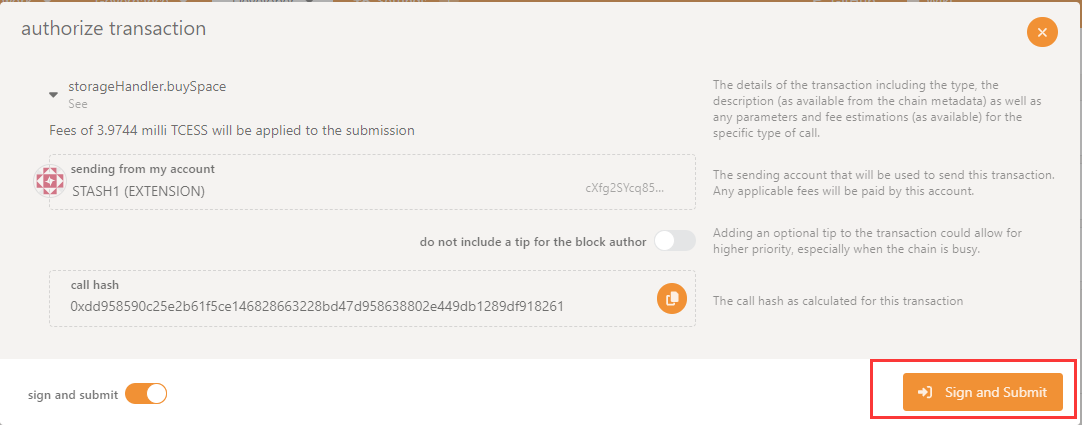 authorize transaction
storageHandler.buySpace
See
Fees of 3.9744 milli TCESS will be applied to the submission
The details of the transaction including the type, the
description (as available from the chain metadata) as well as
any parameters and fee estimations (as available) for the
specific type of call.
sending from my account
STASH1 (EXTENSION)
cXfg2SYcq85...
The sending account that will be used to send this transaction.
Any applicable fees will be paid by this account.
do not include a tip for the block author
Adding an optional tip to the transaction could allow for
higher priority, especially when the chain is busy.
call hash
0xdd958590c25e2b61f5ce146828663228bd47d958638802e449db1289df918261
The call hash as calculated for this transaction
sign and submit
Sign and Submit